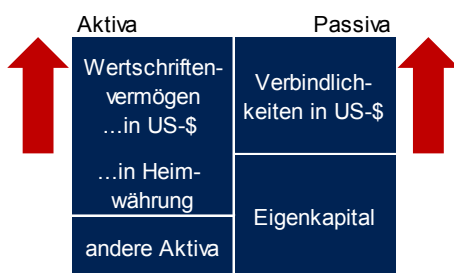 Aktiva
Passiva
Wertschriften-
vermögen
...in US-$
...in Heim-
währung
andere Aktiva
Verbindlich-
keiten in US-$
Eigenkapital